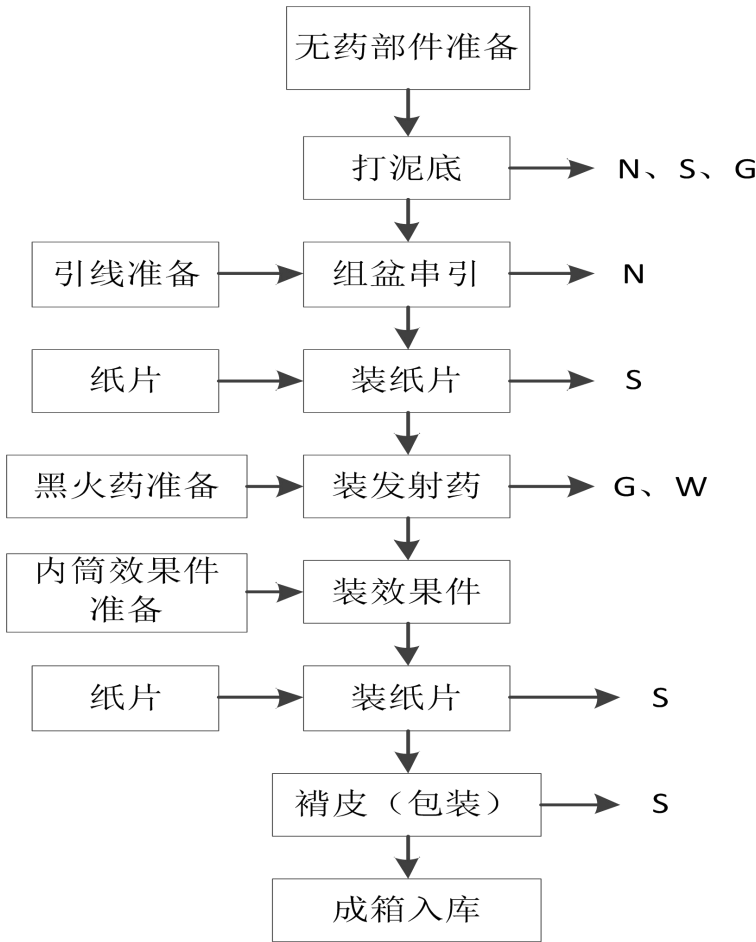 无药部件准备
打泥底
N、S、G
引线准备
组盆串引
N
纸片
装纸片
S
黑火药准备
装发射药
G、W
内筒效果件
准备
装效果件
纸片
装纸片
S
褙皮（包装）
S
成箱入库